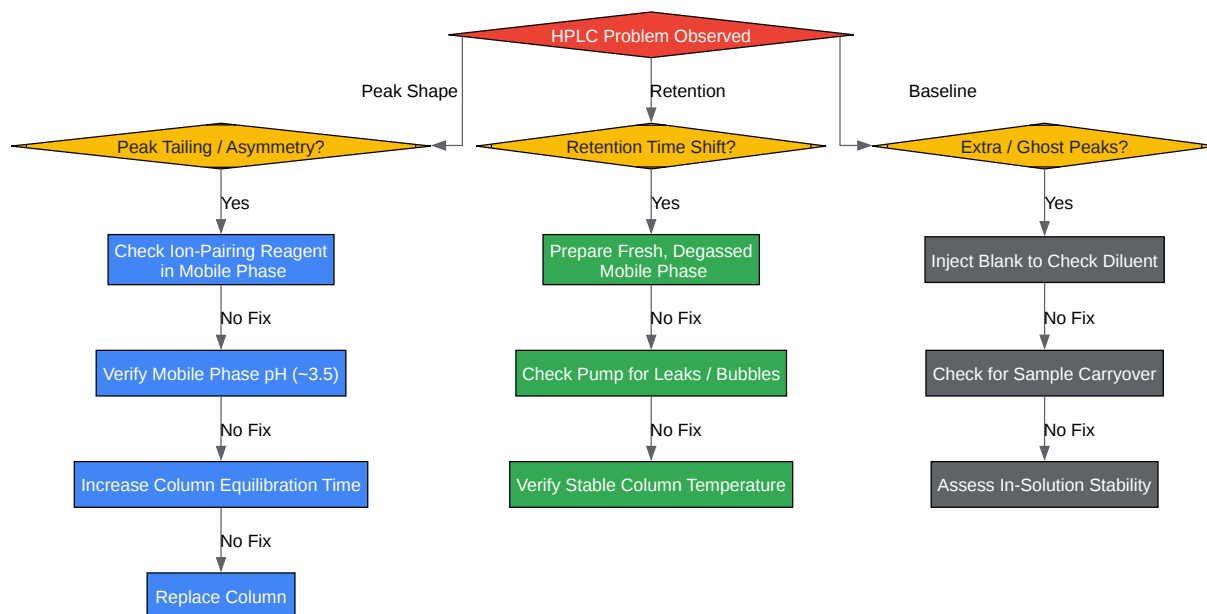 HPLC Problem Observed
Peak Shape
Retention
Baseline
Peak Tailing / Asymmetry?
Retention Time Shift?
Extra / Ghost Peaks?
Yes
Yes
Yes
Check Ion-Pairing Reagent
in Mobile Phase
Prepare Fresh, Degassed
Mobile Phase
Inject Blank to Check Diluent
No Fix
No Fix
No Fix
Verify Mobile Phase pH (~3.5)
Check Pump for Leaks / Bubbles
Check for Sample Carryover
No Fix
No Fix
No Fix
Increase Column Equilibration Time
Verify Stable Column Temperature
Assess In-Solution Stability
No Fix
Replace Column